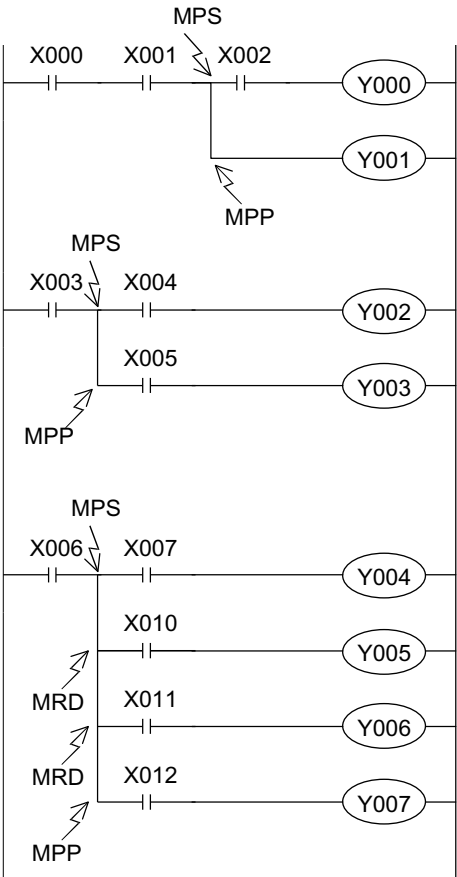 MPS
X000 X001 X002 Y000
Y001
MPP
MPS
X003 X004 Y002
X005 Y003
MPP
MPS
X006 X007 Y004
X010 Y005
MRD
X011 Y006
MRD
X012 Y007
MPP